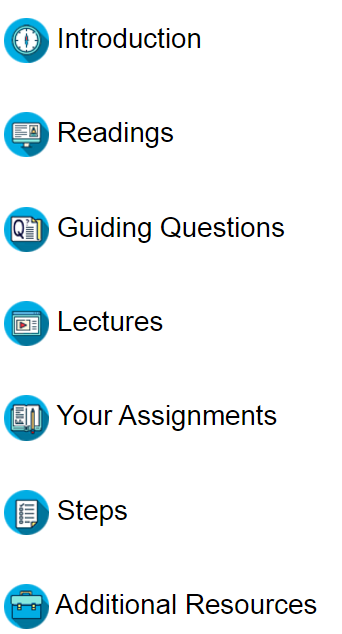 Introduction
Readings
Guiding Questions
Lectures
Your Assignments
Steps
Additional Resources